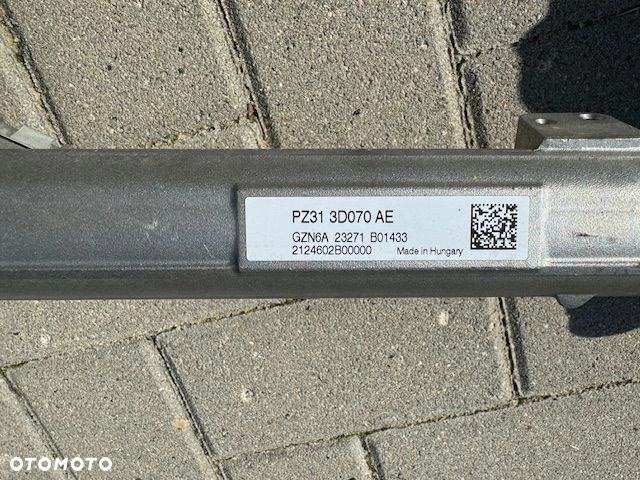 PZ31 3D070 AE
GZN6A 23271 B01433
2124602B00000 Made in Hungary
OTOMOTO